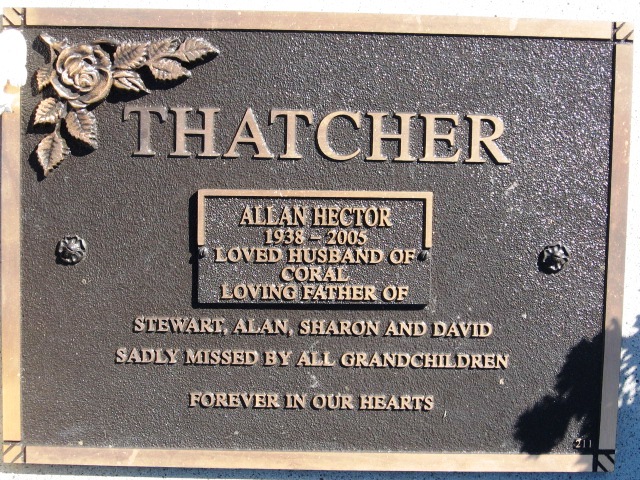 THATCHER
ALLAN HECTOR
1938 – 2005
LOVED HUSBAND OF
CORAL
LOVING FATHER OF
STEWART, ALAN, SHARON AND DAVID
SADLY MISSED BY ALL GRANDCHILDREN
FOREVER IN OUR HEARTS
211